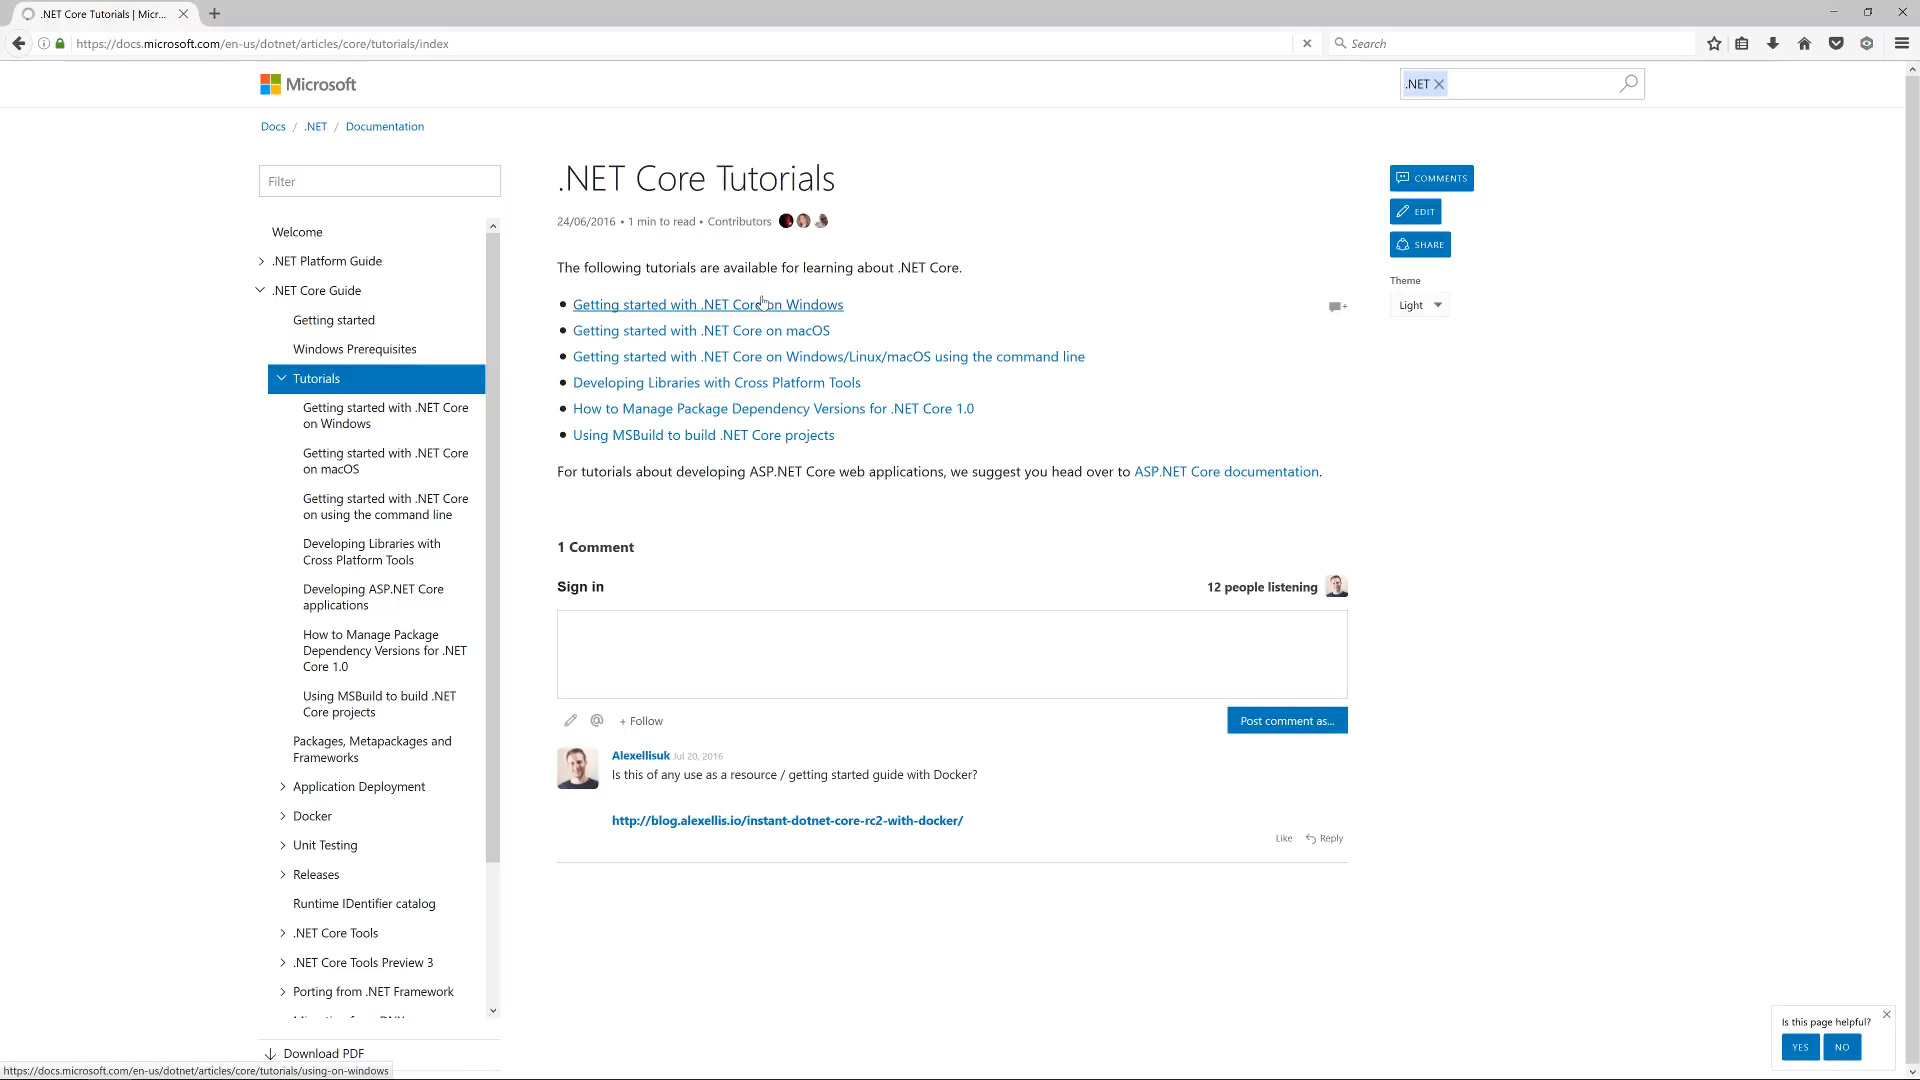 .NET Core Tutorials | Micr...
https://docs.microsoft.com/en-us/dotnet/articles/core/tutorials/index
Search
Microsoft
.NET
Docs / .NET / Documentation
Filter
Welcome
.NET Platform Guide
.NET Core Guide
Getting started
Windows Prerequisites
Tutorials
Getting started with .NET Core
on Windows
Getting started with .NET Core
on macOS
Getting started with .NET Core
on using the command line
Developing Libraries with
Cross Platform Tools
Developing ASP.NET Core
applications
How to Manage Package
Dependency Versions for .NET
Core 1.0
Using MSBuild to build .NET
Core projects
Packages, Metapackages and
Frameworks
Application Deployment
Docker
Unit Testing
Releases
Runtime IDentifier catalog
.NET Core Tools
.NET Core Tools Preview 3
Porting from .NET Framework
Download PDF
.NET Core Tutorials
24/06/2016 • 1 min to read • Contributors
The following tutorials are available for learning about .NET Core.
• Getting started with .NET Core on Windows
• Getting started with .NET Core on macOS
• Getting started with .NET Core on Windows/Linux/macOS using the command line
• Developing Libraries with Cross Platform Tools
• How to Manage Package Dependency Versions for .NET Core 1.0
• Using MSBuild to build .NET Core projects
For tutorials about developing ASP.NET Core web applications, we suggest you head over to ASP.NET Core documentation.
1 Comment
Sign in
12 people listening
@ + Follow
Post comment as...
Alexellisuk Jul 20, 2016
Is this of any use as a resource / getting started guide with Docker?
http://blog.alexellis.io/instant-dotnet-core-rc2-with-docker/
Like Reply
COMMENTS
EDIT
SHARE
Theme
Light
Is this page helpful?
YES NO
https://docs.microsoft.com/en-us/dotnet/articles/core/tutorials/using-on-windows